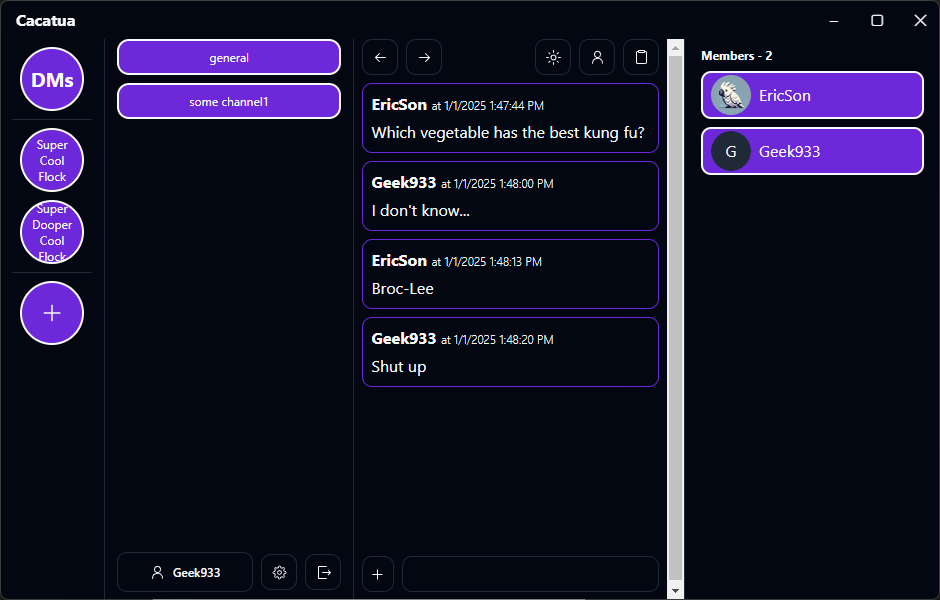 Cacatua
DMs
Super
Cool
Flock
Super
Dooper
Cool
Flock
general
some channel1
Geek933
EricSon at 1/1/2025 1:47:44 PM
Which vegetable has the best kung fu?
Geek933 at 1/1/2025 1:48:00 PM
I don't know...
EricSon at 1/1/2025 1:48:13 PM
Broc-Lee
Geek933 at 1/1/2025 1:48:20 PM
Shut up
Members - 2
EricSon
G Geek933